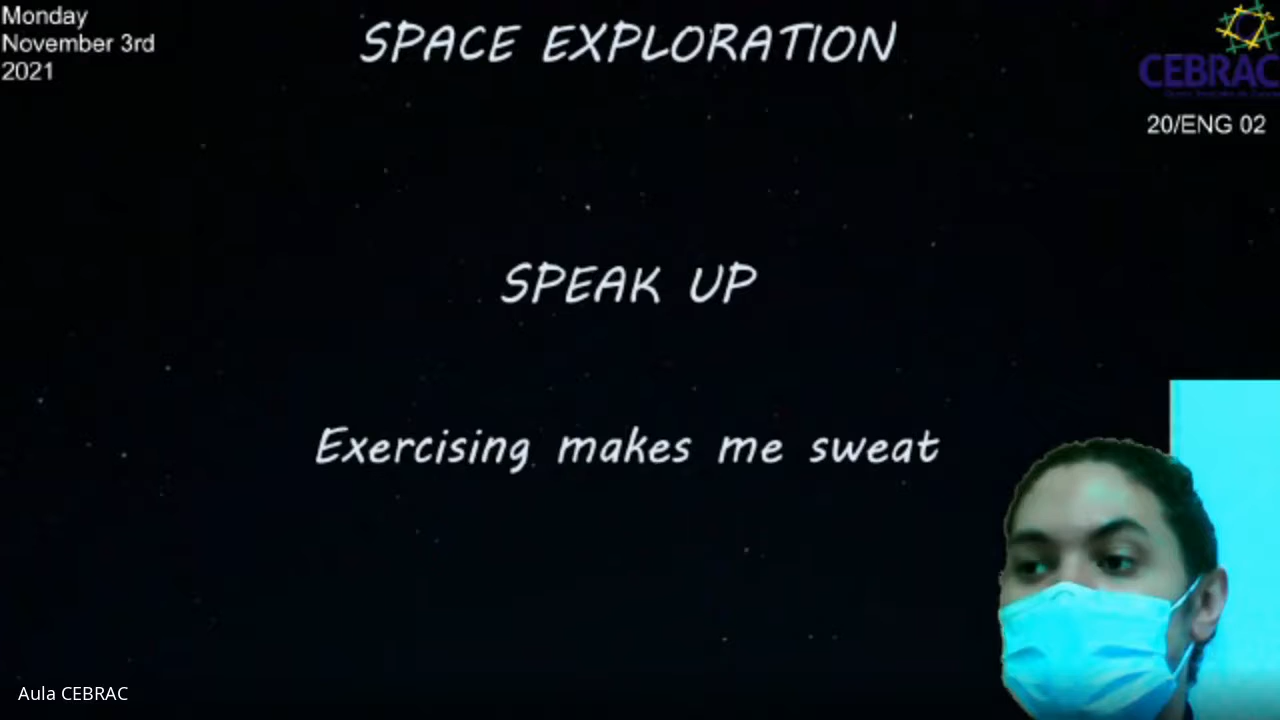 Monday
November 3rd
2021
SPACE EXPLORATION
CEBRAC
20/ENG 02
SPEAK UP
Exercising makes me sweat
Aula CEBRAC